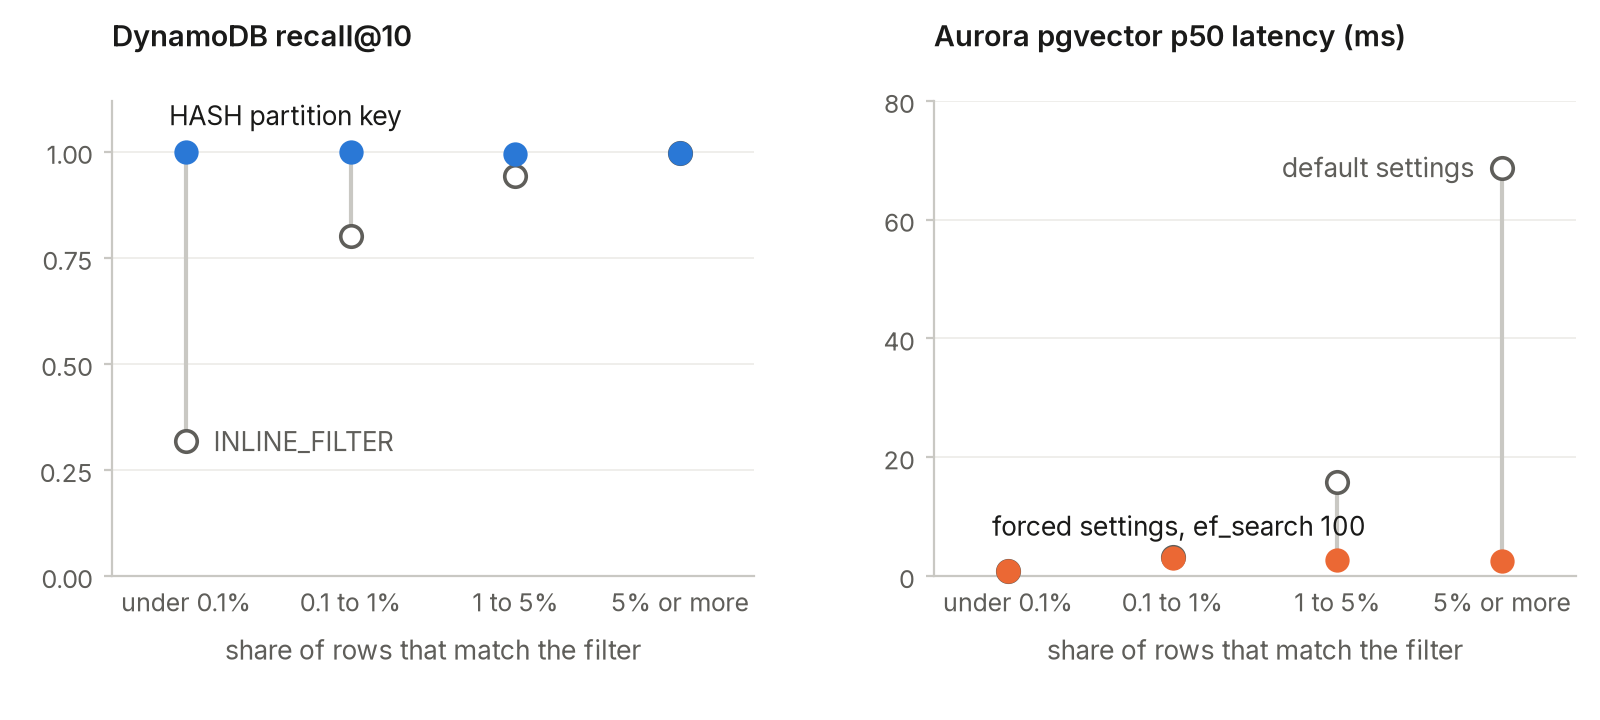 DynamoDB recall@10
HASH partition key
1.00
0.75
0.50
INLINE_FILTER
0.25
0.00
under 0.1%
0.1 to 1%
1 to 5%
5% or more
share of rows that match the filter
Aurora pgvector p50 latency (ms)
80
default settings
60
40
20
forced settings, ef_search 100
0
under 0.1%
0.1 to 1%
1 to 5%
5% or more
share of rows that match the filter